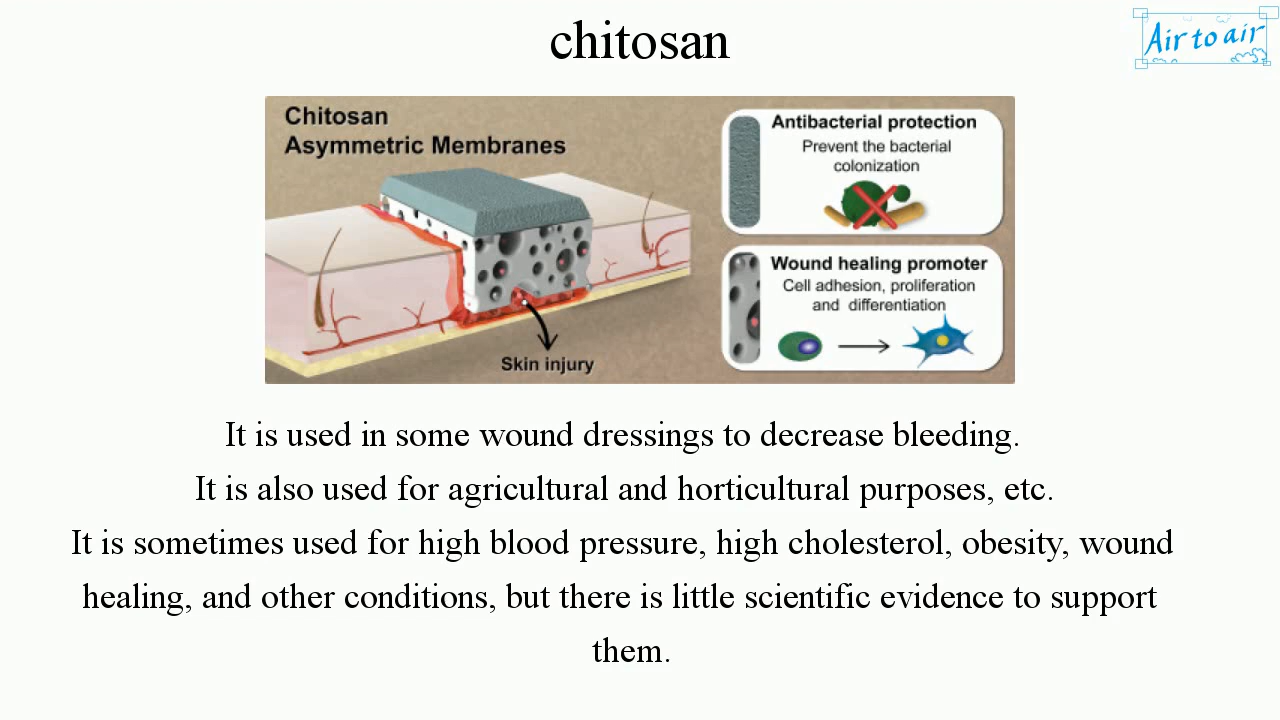 chitosan
Air to air
Chitosan
Asymmetric Membranes
Skin injury
Antibacterial protection
Prevent the bacterial
colonization
Wound healing promoter
Cell adhesion, proliferation
and differentiation
It is used in some wound dressings to decrease bleeding.
It is also used for agricultural and horticultural purposes, etc.
It is sometimes used for high blood pressure, high cholesterol, obesity, wound
healing, and other conditions, but there is little scientific evidence to support
them.